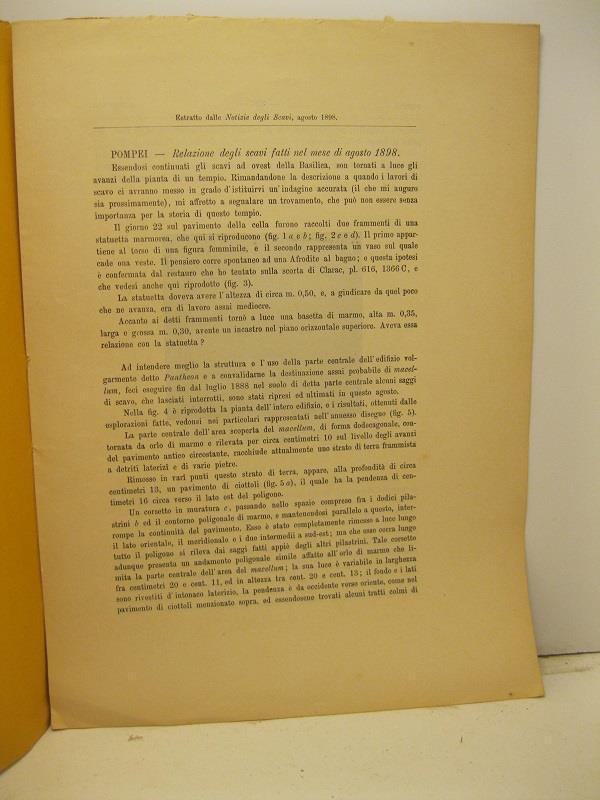 Estratto dalle Notizie degli Scavi, agosto 1898.
POMPEI — Relazione degli scavi fatti nel mese di agosto 1898.
Essendosi continuati gli scavi ad ovest della Basilica, son tornati a luce gli
avanzi della pianta di un tempio. Rimandandone la descrizione a quando i lavori di
scavo ci avranno messo in grado d'istituirvi un'indagine accurata (il che mi auguro
sia prossimamente), mi affretto a segnalare un trovamento, che può non essere senza
importanza per la storia di questo tempio.
Il giorno 22 sul pavimento della cella furono raccolti due frammenti di una
statuetta marmorea, che qui si riproducono (fig. 1 a e b; fig. 2 c e d). Il primo appar-
tiene al torso di una figura femminile, e il secondo rappresenta un vaso sul quale
cade una veste. Il pensiero corre spontaneo ad una Afrodite al bagno; e questa ipotesi
è confermata dal restauro che ho tentato sulla scorta di Clarac, pl. 616, 1366 C, e
che vedesi anche qui riprodotto (fig. 3).
La statuetta doveva avere l'altezza di circa m. 0,50, e, a giudicare da quel poco
che ne avanza, era di lavoro assai mediocre.
Accanto ai detti frammenti tornò a luce una basetta di marmo, alta m. 0,35,
larga e grossa m. 0,30, avente un incastro nel piano orizzontale superiore. Aveva essa
relazione con la statuetta?
Ad intendere meglio la struttura e l'uso della parte centrale dell'edifizio vol-
garmente detto Pantheon e a convalidarne la destinazione assai probabile di macel-
lum, feci eseguire fin dal luglio 1888 nel suolo di detta parte centrale alcuni saggi
di scavo, che lasciati interrotti, sono stati ripresi ed ultimati in questo agosto.
Nella fig. 4 è riprodotta la pianta dell'intero edifizio, e i risultati, ottenuti dalle
esplorazioni fatte, vedonsi nei particolari rappresentati nell'annesso disegno (fig. 5).
La parte centrale dell'area scoperta del macellum, di forma dodecagonale, con-
tornata da orlo di marmo e rilevata per circa centimetri 10 sul livello degli avanzi
del pavimento antico circostante, racchiude attualmente uno strato di terra frammista
a detriti laterizi e di varie pietre.
Rimosso in vari punti questo strato di terra, appare, alla profondità di circa
centimetri 13, un pavimento di ciottoli (fig. 5 a), il quale ha la pendenza di cen-
timetri 16 circa verso il lato est del poligono.
Un corsetto in muratura c, passando nello spazio compreso fra i dodici pila-
strini b ed il contorno poligonale di marmo, e mantenendosi parallelo a questo, inter-
rompe la continuità del pavimento. Esso è stato completamente rimesso a luce lungo
il lato orientale, il meridionale e i due intermedii a sud-est; ma che esso corra lungo
tutto il poligono si rileva dai saggi fatti appiè degli altri pilastrini. Tale corsetto
adunque presenta un andamento poligonale simile affatto all'orlo di marmo che li-
mita la parte centrale dell'area del macellum; la sua luce è variabile in larghezza
fra centimetri 20 e cent. 11, ed in altezza tra cent. 20 e cent. 13; il fondo e i lati
sono rivestiti d'intonaco laterizio, la pendenza è da occidente verso oriente, come nel
pavimento di ciottoli menzionato sopra, ed essendosene trovati alcuni tratti colmi di